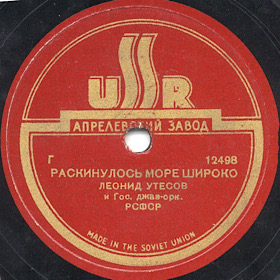 USSR
АПРЕЛЕВСКИЙ ЗАВОД
Г 12498
РАСКИНУЛОСЬ МОРЕ ШИРОКО
ЛЕОНИД УТЕСОВ
и Гос. джаз-орк.
РСФСР
MADE IN THE SOVIET UNION